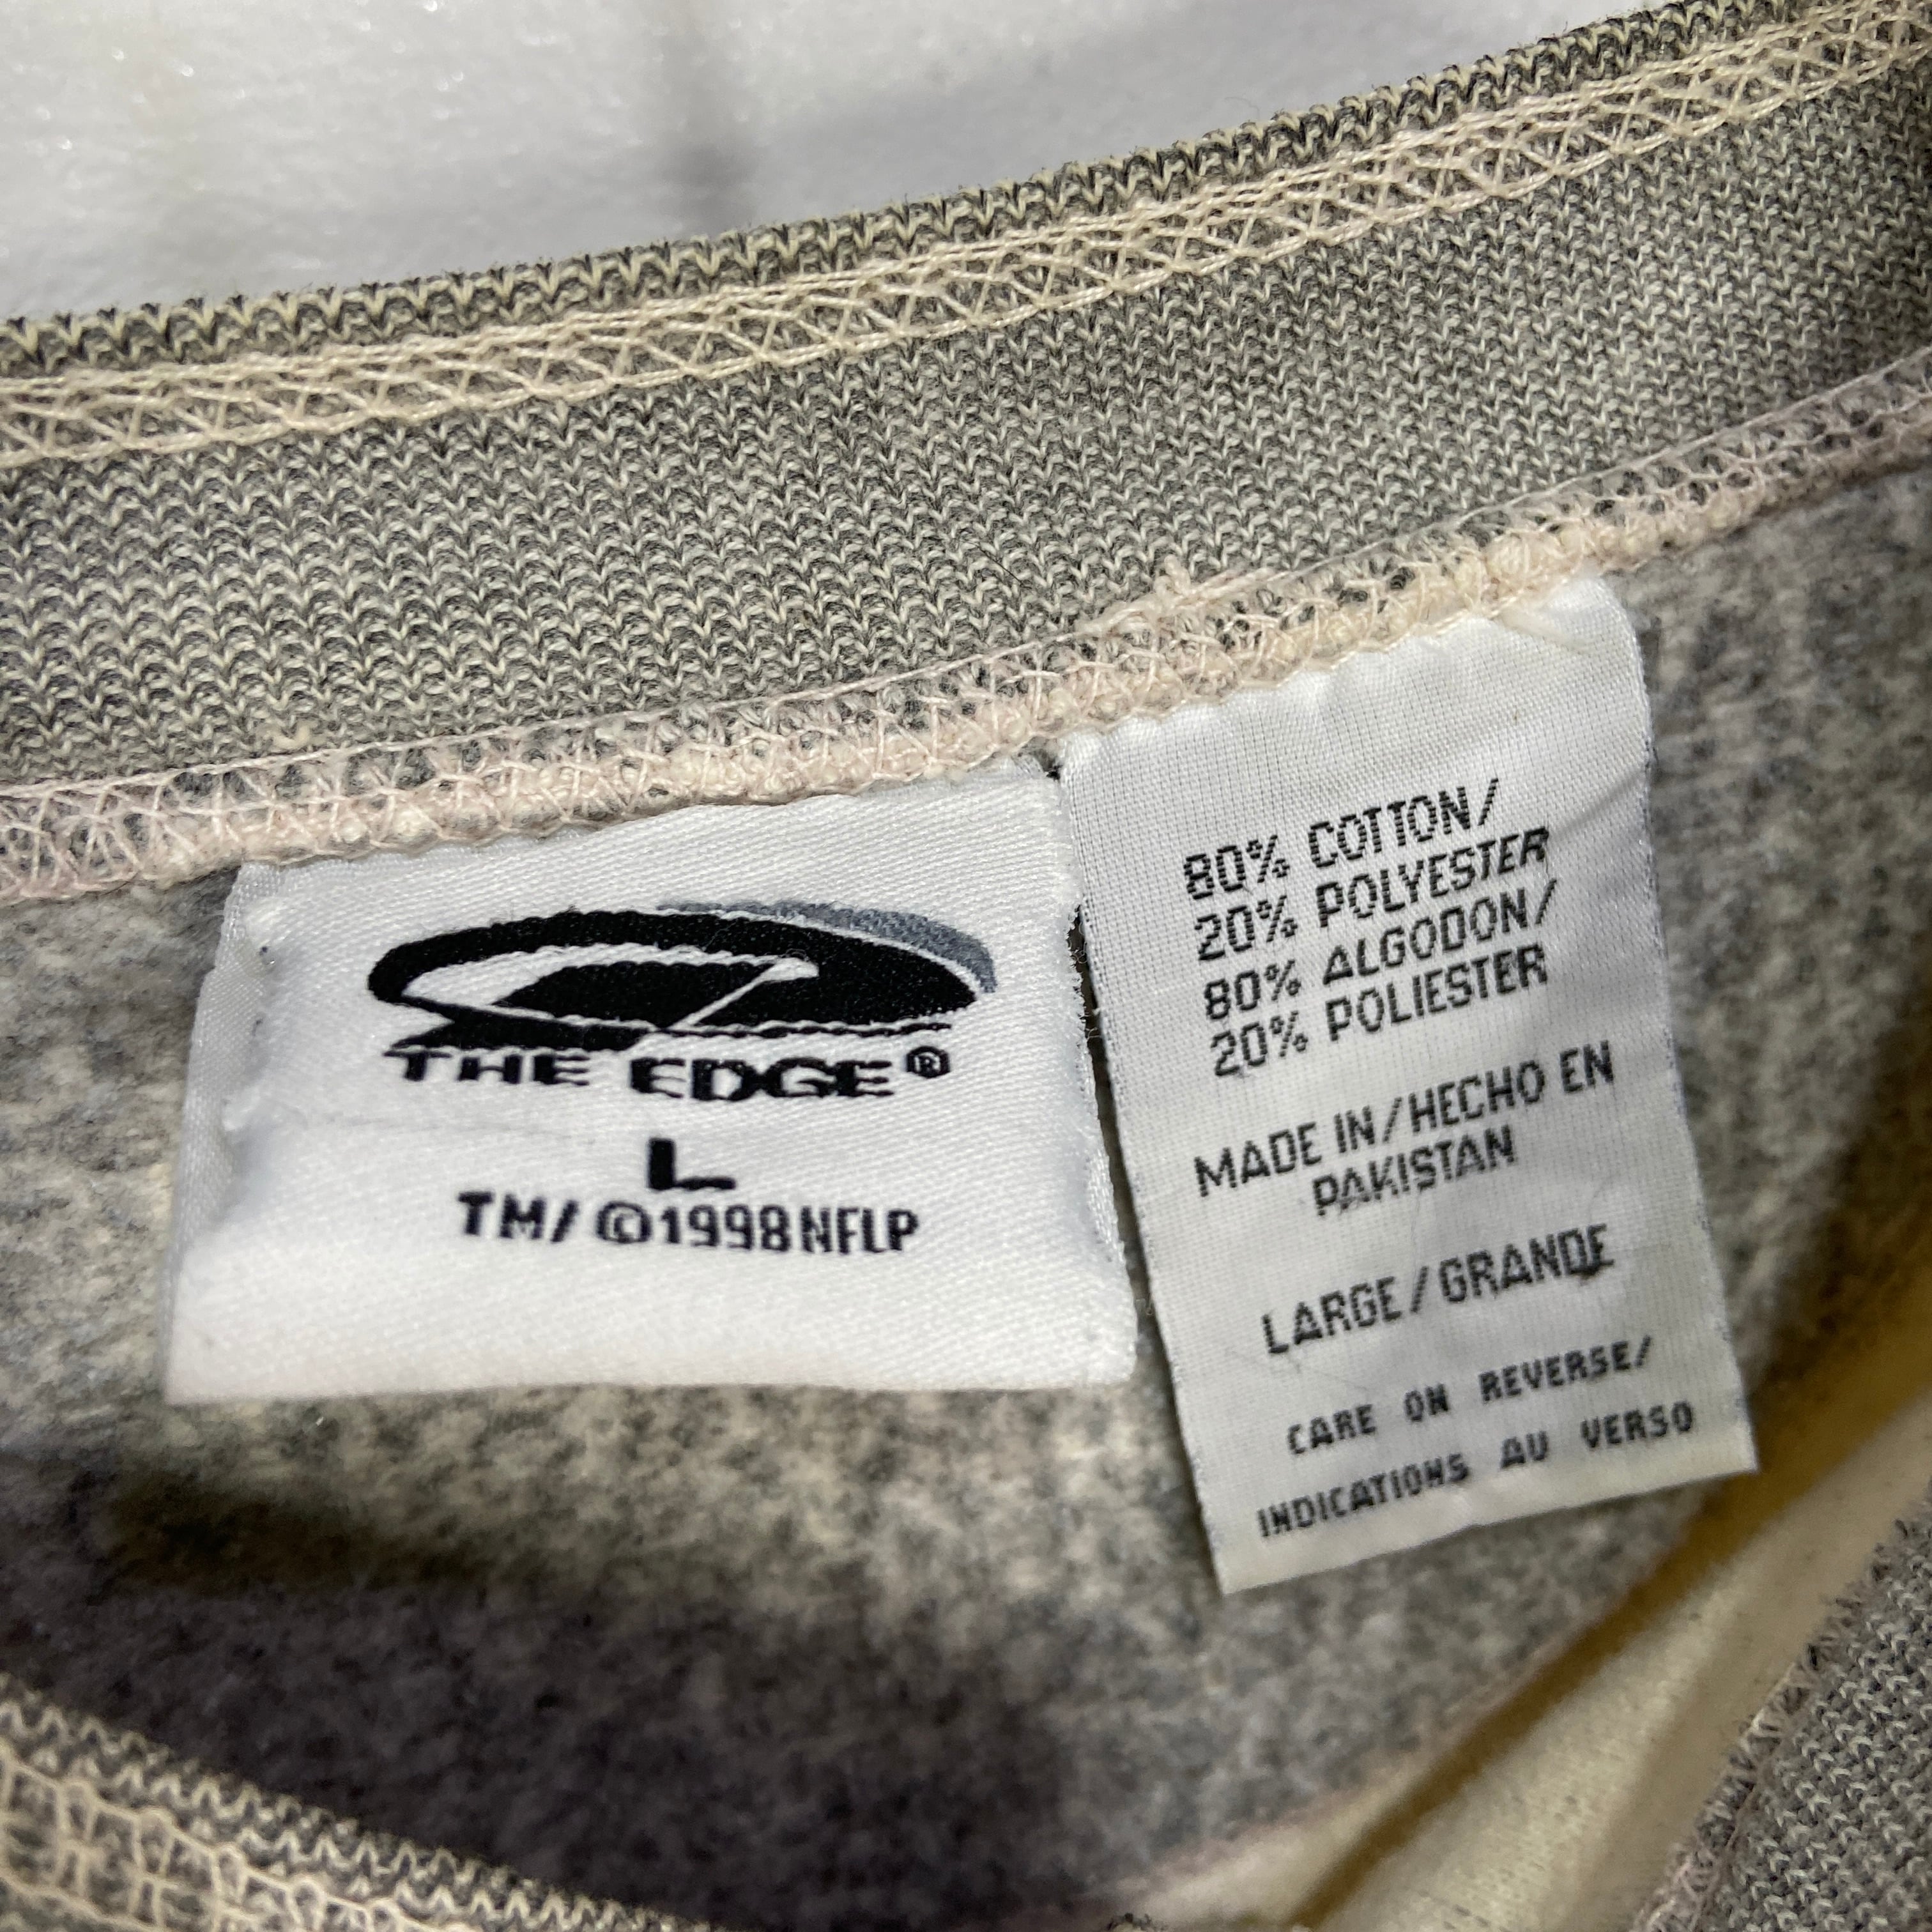 THE EDGE®
L
TM/©1998NFLP
80% COTTON/
20% POLYESTER
80% ALGODON/
20% POLIESTER
MADE IN/HECHO EN
PAKISTAN
LARGE/GRANDE
CARE ON REVERSE/
INDICATIONS AU VERSO